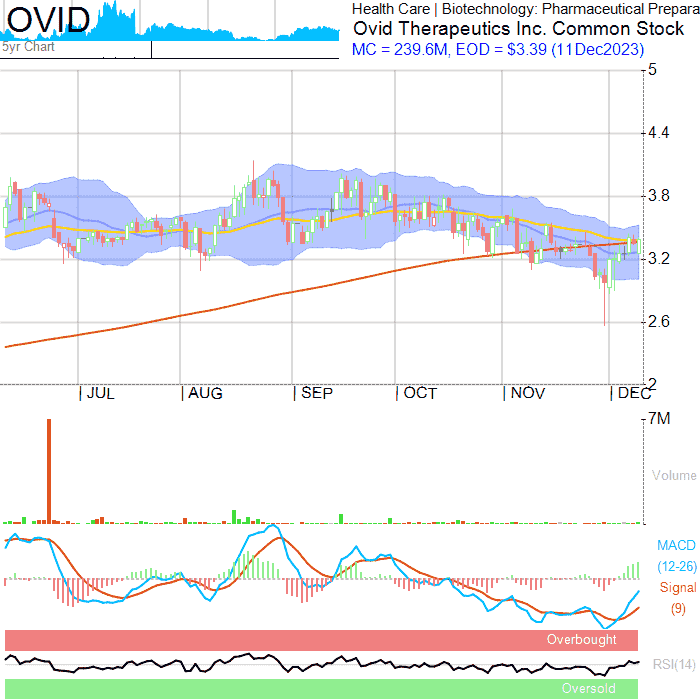 OVID
5yr Chart
Health Care | Biotechnology: Pharmaceutical Prepara
Ovid Therapeutics Inc. Common Stock
MC = 239.6M, EOD = $3.39 (11Dec2023)
5
4.4
3.8
3.2
2.6
2
JUL AUG SEP OCT NOV DEC
7M
Volume
MACD
(12-26)
Signal
(9)
Overbought
RSI(14)
Oversold